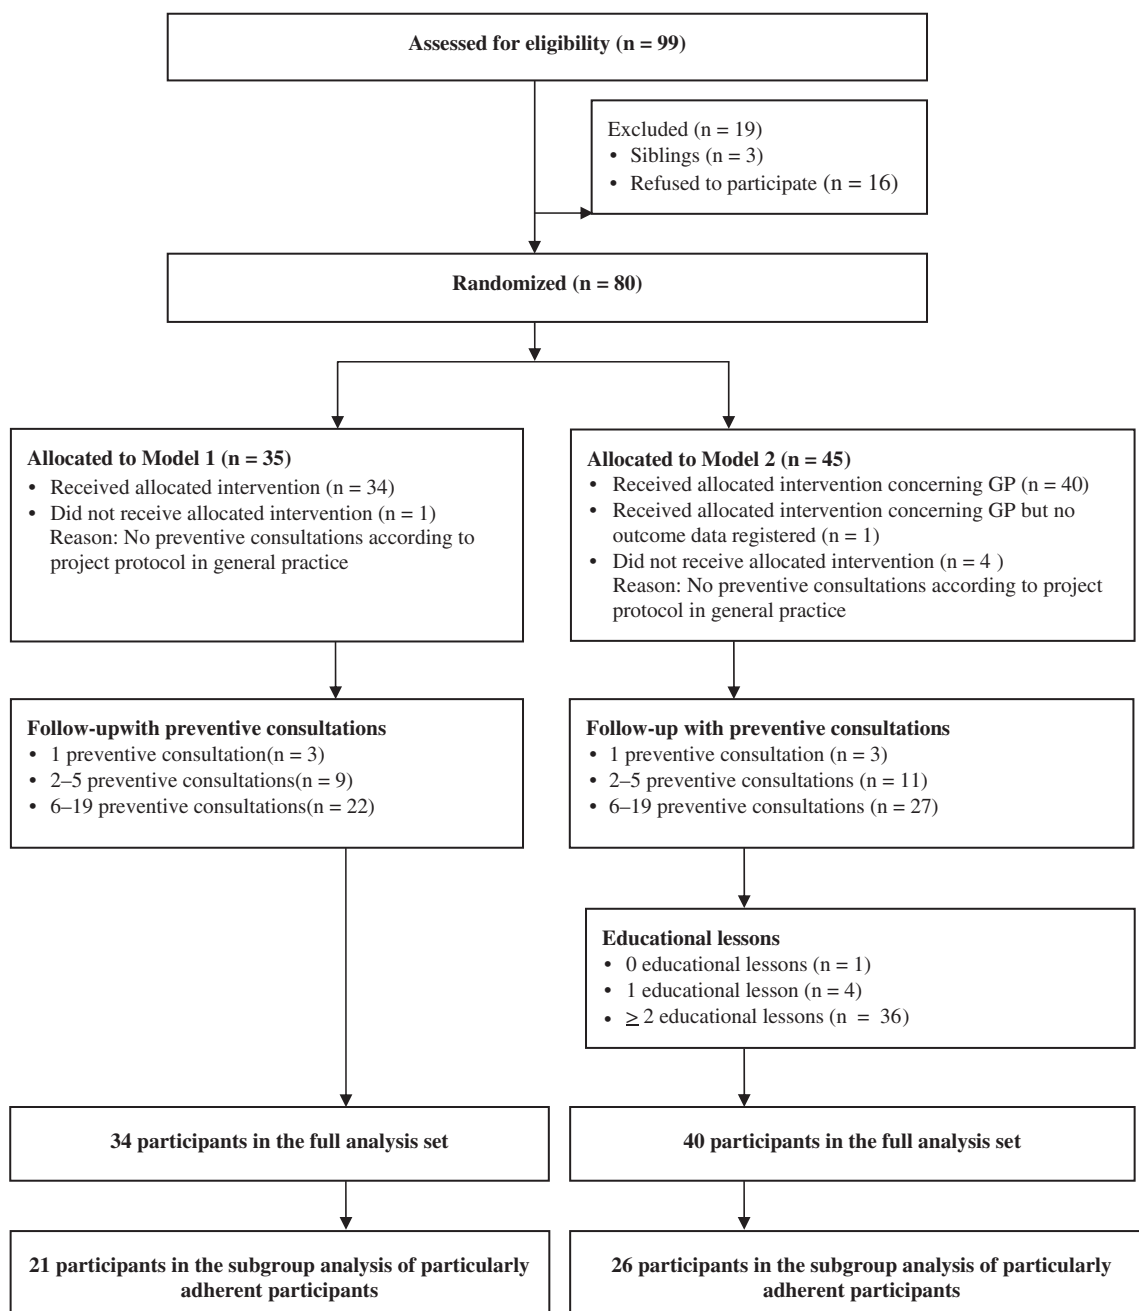 Assessed for eligibility (n = 99)
Excluded (n = 19)
• Siblings (n = 3)
• Refused to participate (n = 16)
Randomized (n = 80)
Allocated to Model 1 (n = 35)
• Received allocated intervention (n = 34)
• Did not receive allocated intervention (n = 1)
Reason: No preventive consultations according to
project protocol in general practice
Allocated to Model 2 (n = 45)
• Received allocated intervention concerning GP (n = 40)
• Received allocated intervention concerning GP but no
outcome data registered (n = 1)
• Did not receive allocated intervention (n = 4 )
Reason: No preventive consultations according to project
protocol in general practice
Follow-upwith preventive consultations
• 1 preventive consultation(n = 3)
• 2–5 preventive consultations(n = 9)
• 6–19 preventive consultations(n = 22)
Follow-up with preventive consultations
• 1 preventive consultation (n = 3)
• 2–5 preventive consultations (n = 11)
• 6–19 preventive consultations (n = 27)
Educational lessons
• 0 educational lessons (n = 1)
• 1 educational lesson (n = 4)
• ≥ 2 educational lessons (n = 36)
34 participants in the full analysis set
40 participants in the full analysis set
21 participants in the subgroup analysis of particularly
adherent participants
26 participants in the subgroup analysis of particularly
adherent participants